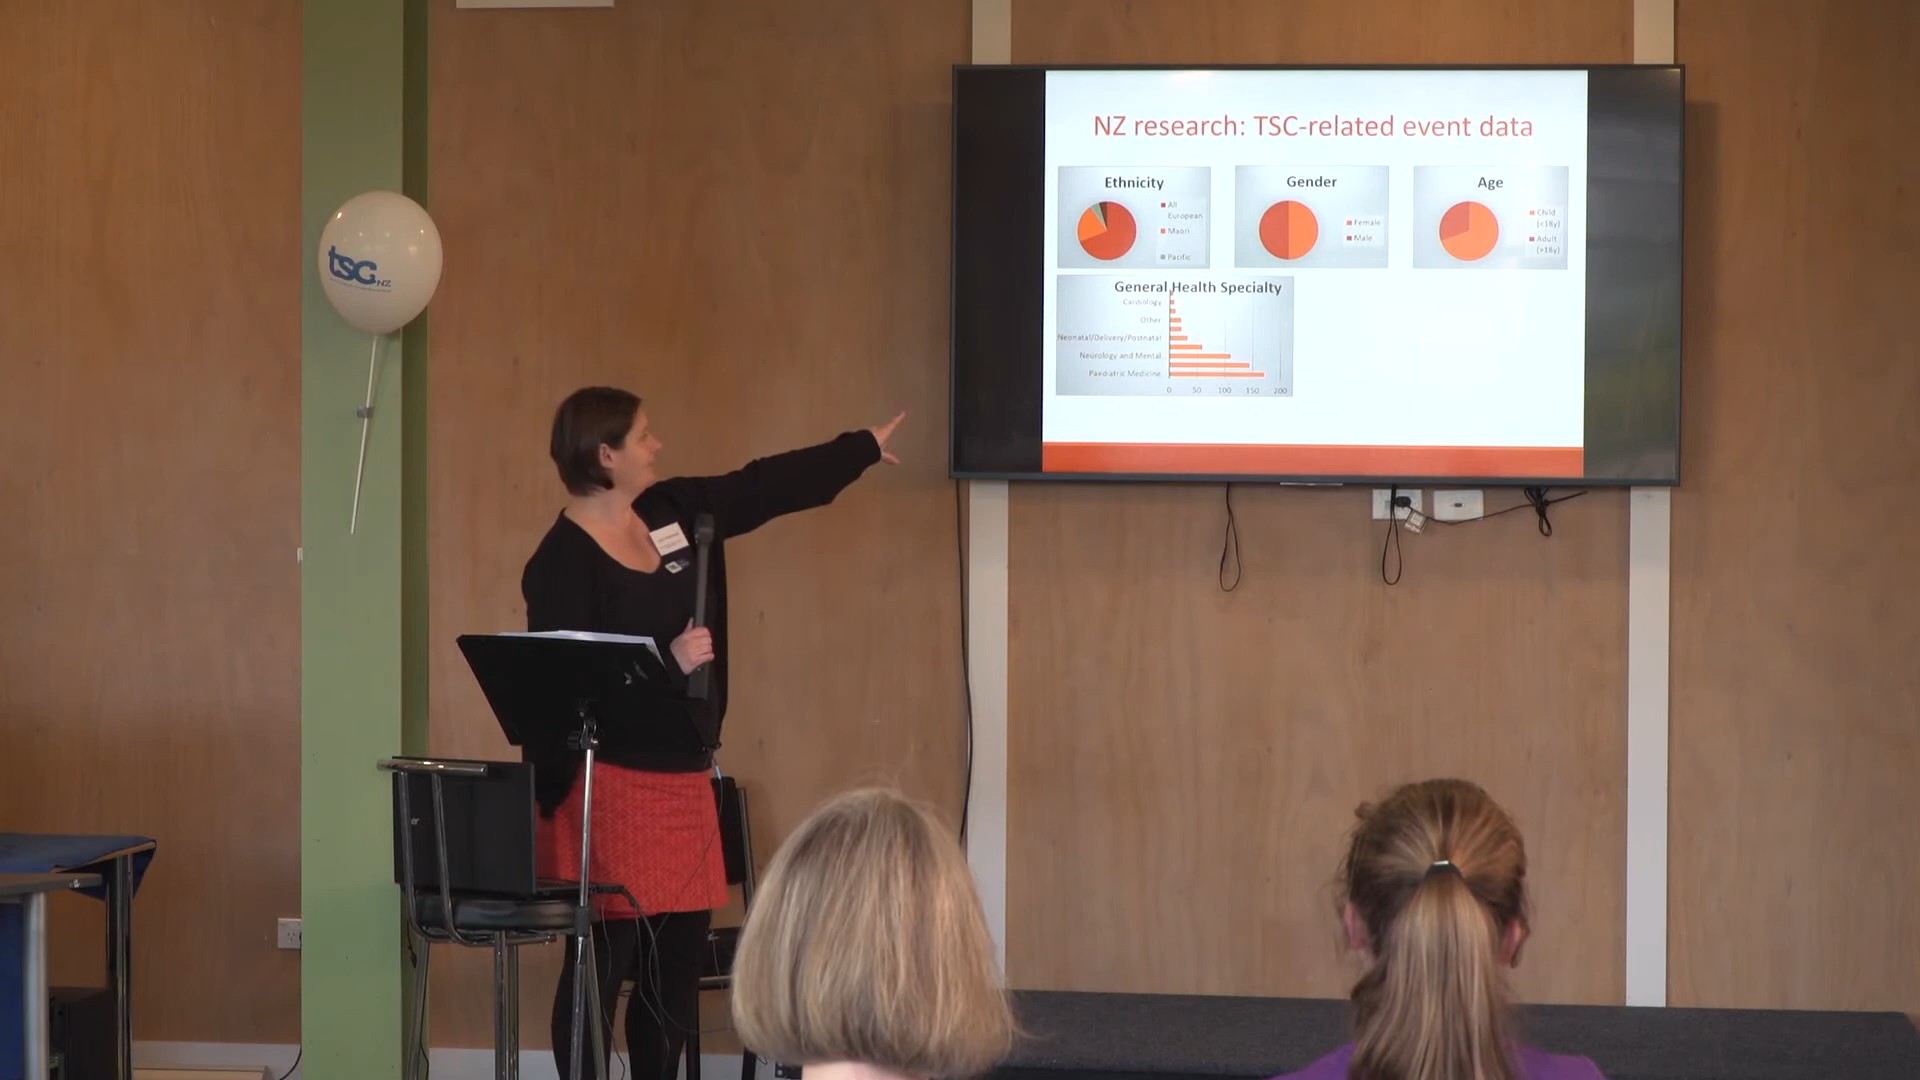 NZ research: TSC-related event data
Ethnicity
All
European
Maori
Pacific
Gender
Female
Male
Age
Child
(<18y)
Adult
(>18y)
General Health Specialty
Cardiology
Other
Neonatal/Delivery/Postnatal
Neurology and Mental
Paediatric Medicine
0 50 100 150 200
tsc NZ